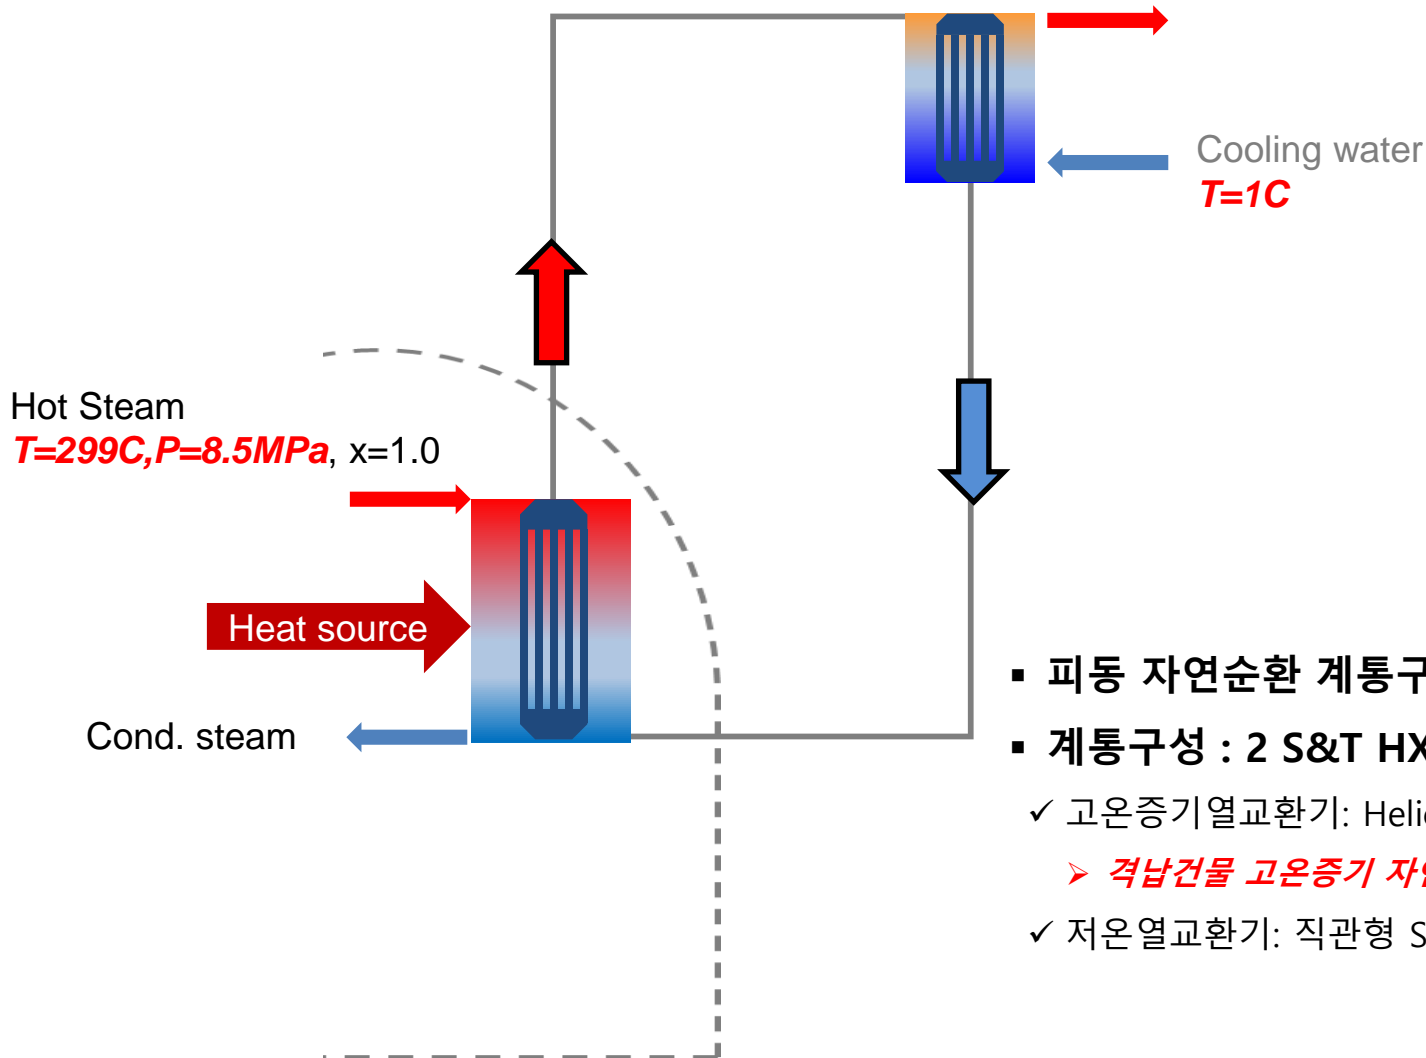 Cooling water
T=1C
Hot Steam
T=299C,P=8.5MPa, x=1.0
Heat source
Cond. steam
▪ 피동 자연순환 계통구
▪ 계통구성 : 2 S&T HX
✓ 고온증기열교환기: Helic
➢ 격납건물 고온증기 자연
✓ 저온열교환기: 직관형 S